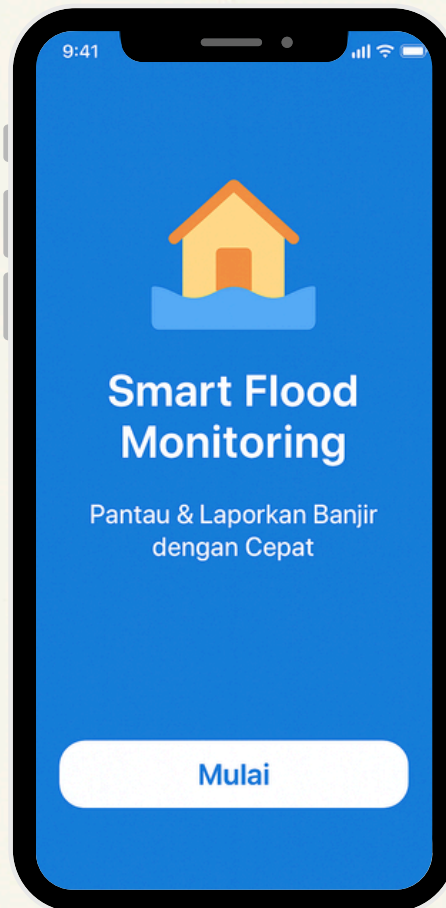 9:41
Smart Flood
Monitoring
Pantau & Laporkan Banjir
dengan Cepat
Mulai